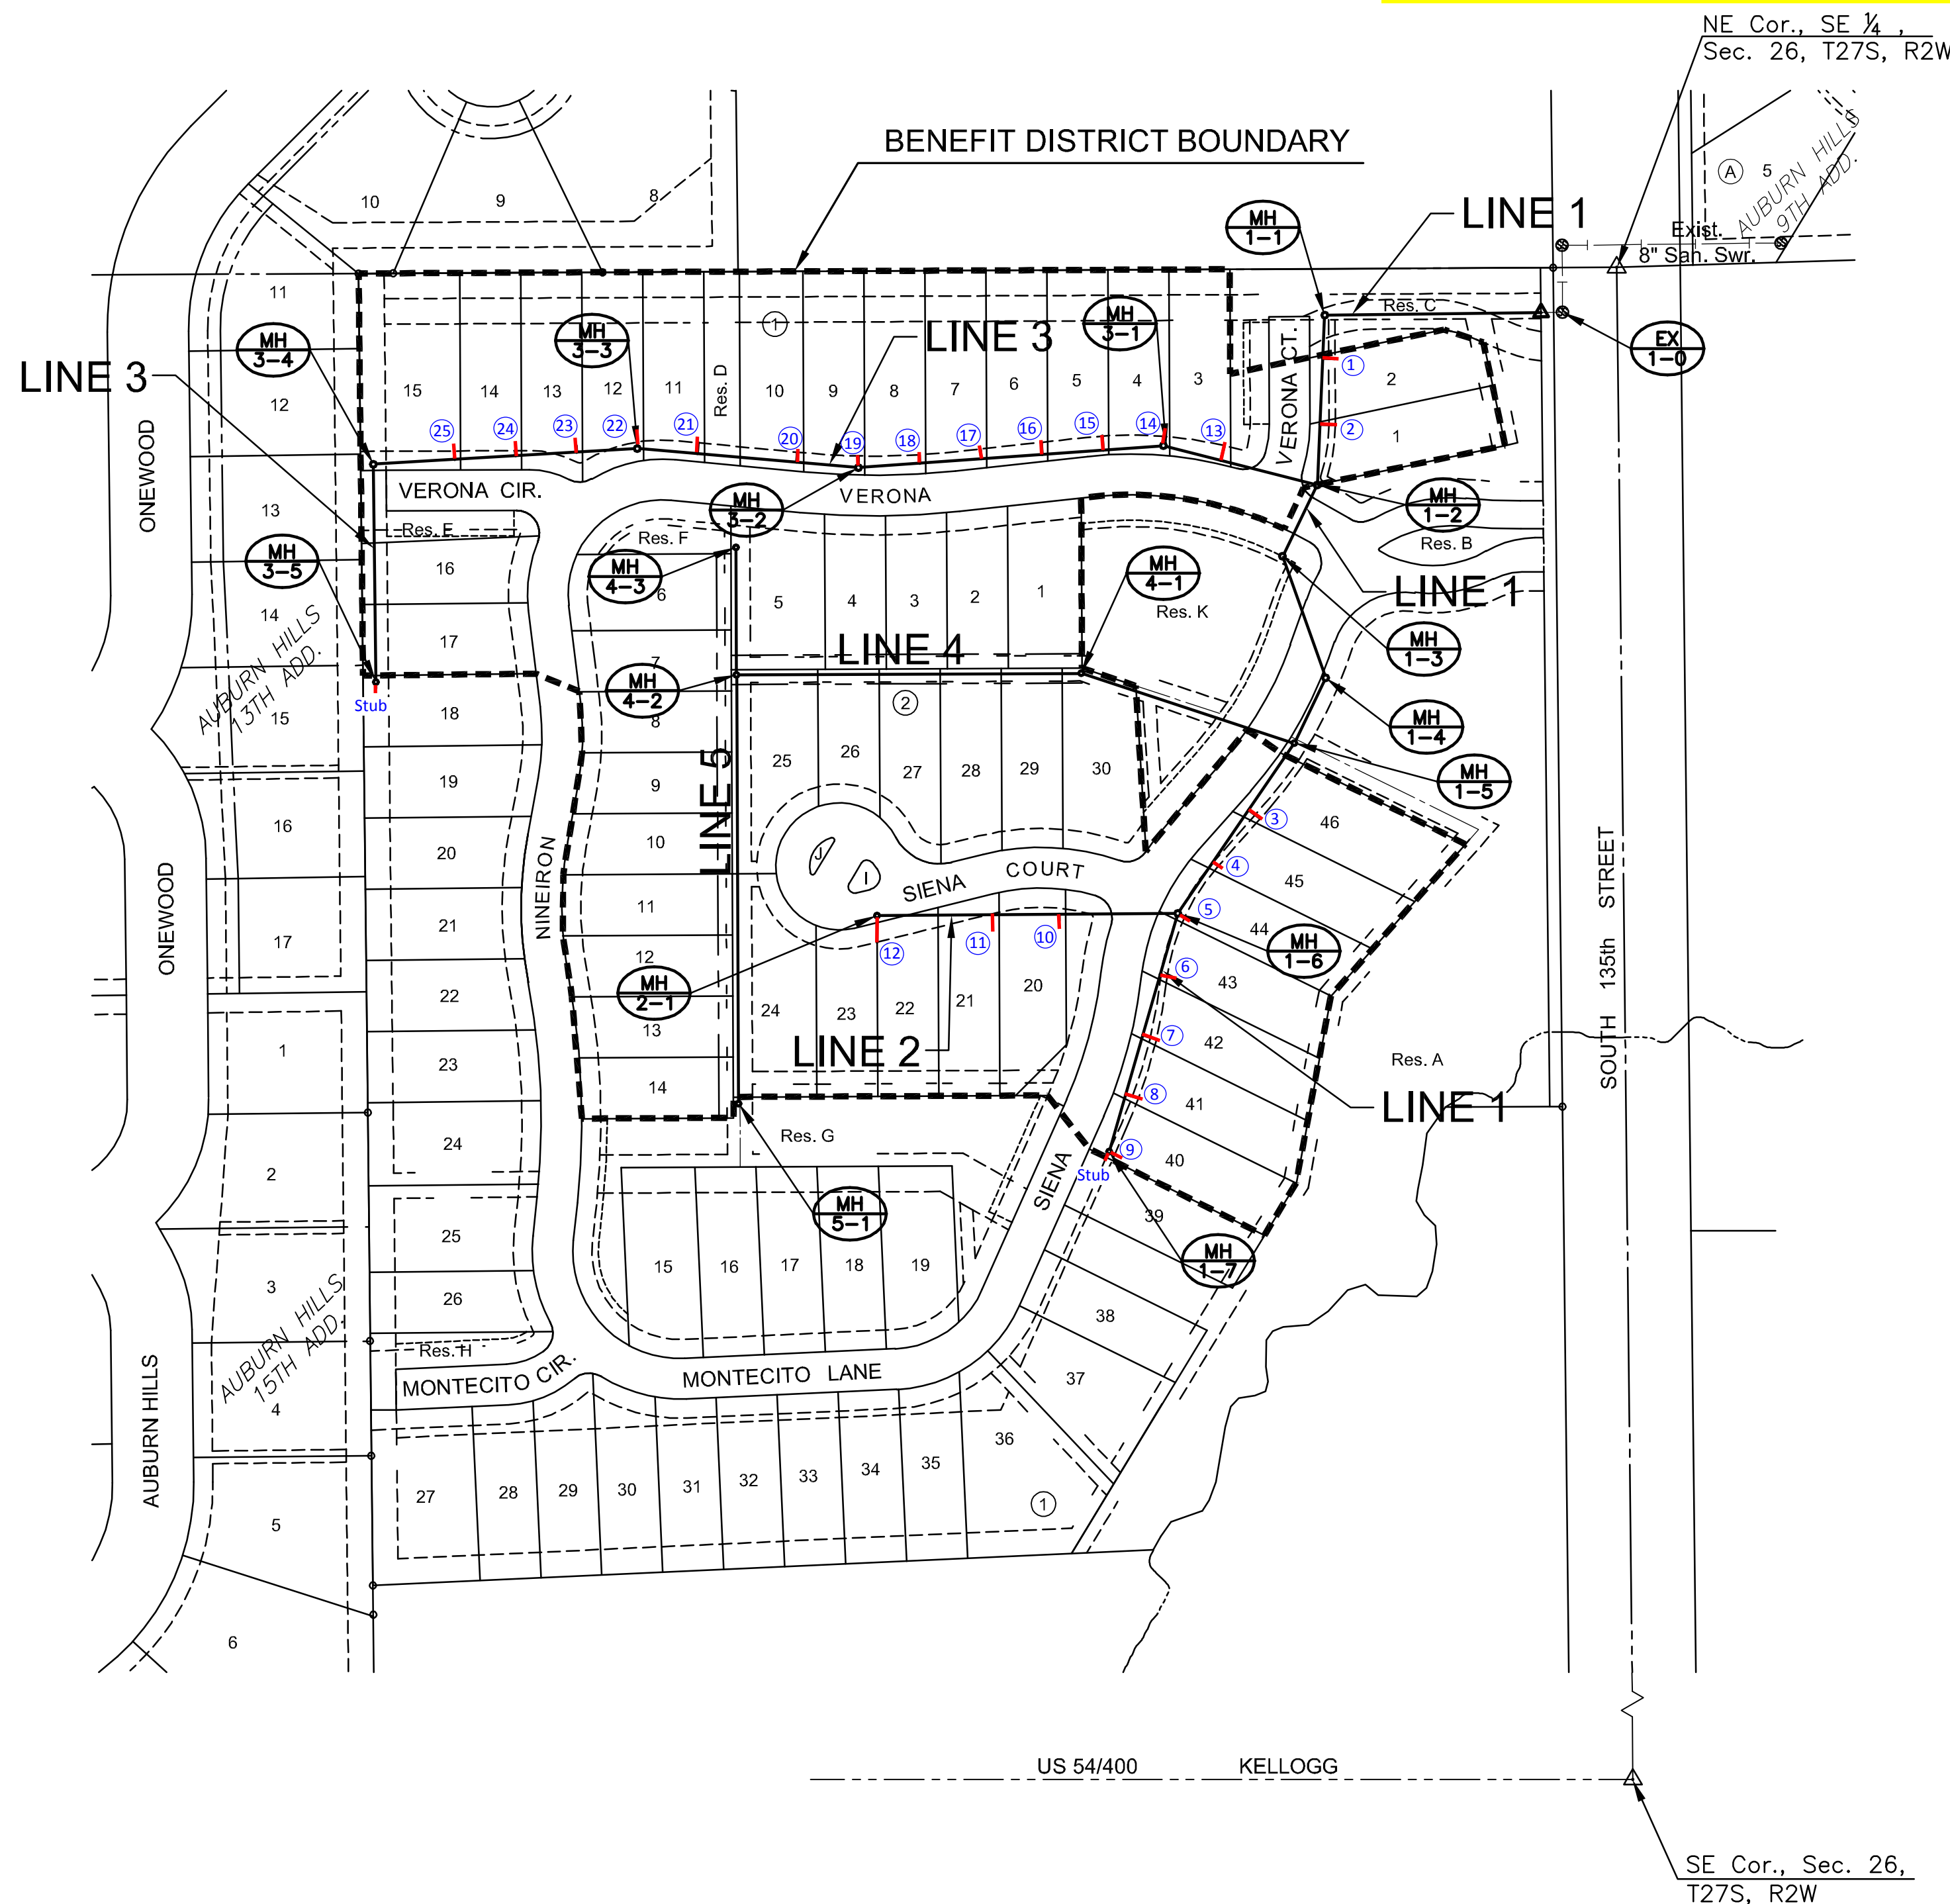 NE Cor., SE ¼ ,
Sec. 26, T27S, R2W
BENEFIT DISTRICT BOUNDARY
A
5
AUBURN HILLS
9TH ADD.
Exist.
8" San. Swr.
10
9
8
MH
1-1
LINE 1
Res. C
EX
1-0
11
12
13
14
15
16
17
1
2
3
4
5
6
ONEWOOD
ONEWOOD
AUBURN HILLS
AUBURN HILLS
13TH ADD.
AUBURN HILLS
15TH ADD.
LINE 3
MH
3-4
MH
3-3
1
LINE 3
MH
3-1
15
14
13
12
11
Res. D
10
9
8
7
6
5
4
3
VERONA CT.
2
1
25
24
23
22
21
20
19
18
17
16
15
14
13
1
2
VERONA CIR.
VERONA
MH
3-2
MH
1-2
Res. E
Res. F
Res. B
MH
3-5
MH
4-3
MH
4-1
LINE 1
16
17
6
5
4
3
2
1
Res. K
MH
1-3
LINE 4
7
MH
4-2
8
Stub
2
MH
1-4
MH
1-5
18
19
20
21
22
23
24
25
26
NINEIRON
9
10
11
12
13
14
LINE 5
25
26
27
28
29
30
J
I
SIENA COURT
3
4
5
6
7
8
9
46
45
44
43
42
41
40
39
38
37
MH
1-6
12
11
10
MH
2-1
24
23
22
21
20
LINE 2
LINE 1
Res. A
SOUTH 135th STREET
Res. G
Stub
SIENA
MH
5-1
MH
1-7
15
16
17
18
19
Res. H
MONTECITO CIR.
MONTECITO LANE
27
28
29
30
31
32
33
34
35
36
1
US 54/400 KELLOGG
SE Cor., Sec. 26,
T27S, R2W